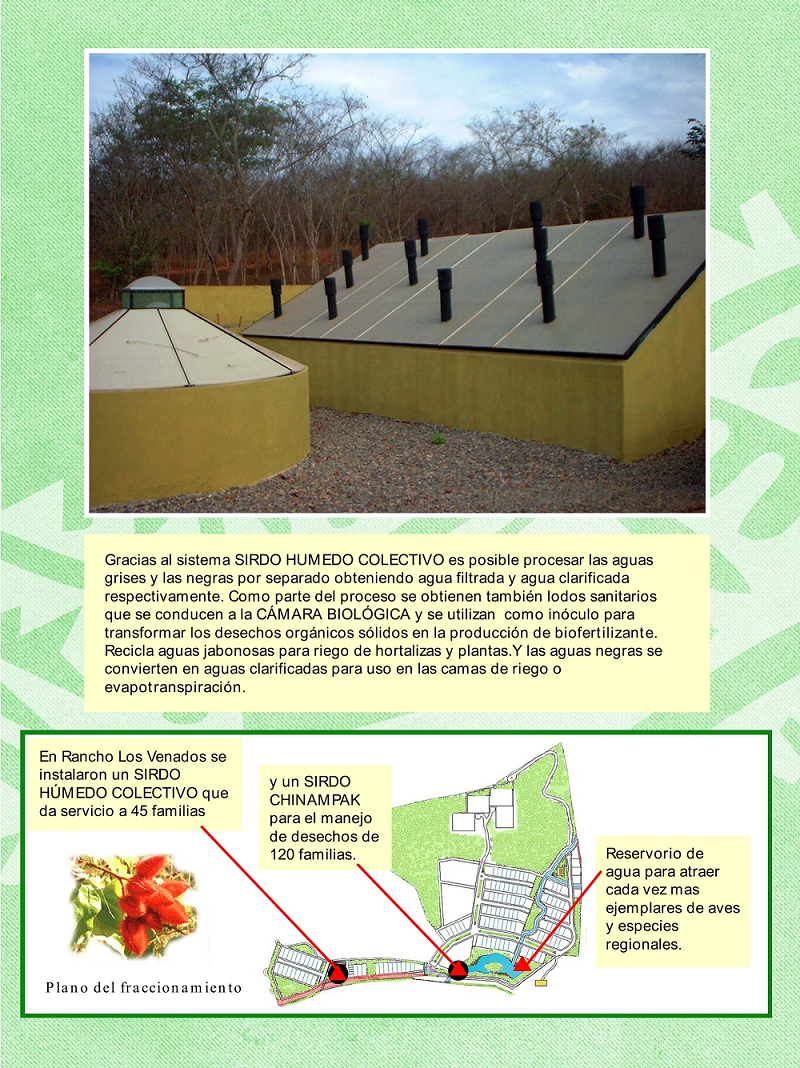 Gracias al sistema SIRDO HUMEDO COLECTIVO es posible procesar las aguas
grises y las negras por separado obteniendo agua filtrada y agua clarificada
respectivamente. Como parte del proceso se obtienen también lodos sanitarios
que se conducen a la CÁMARA BIOLÓGICA y se utilizan como inóculo para
transformar los desechos orgánicos sólidos en la producción de biofertilizante.
Recicla aguas jabonosas para riego de hortalizas y plantas.Y las aguas negras se
convierten en aguas clarificadas para uso en las camas de riego o
evapotranspiración.
En Rancho Los Venados se
instalaron un SIRDO
HÚMEDO COLECTIVO que
da servicio a 45 familias
y un SIRDO
CHINAMPAK
para el manejo
de desechos de
120 familias.
Reservorio de
agua para atraer
cada vez mas
ejemplares de aves
y especies
regionales.
Plano del fraccionamiento